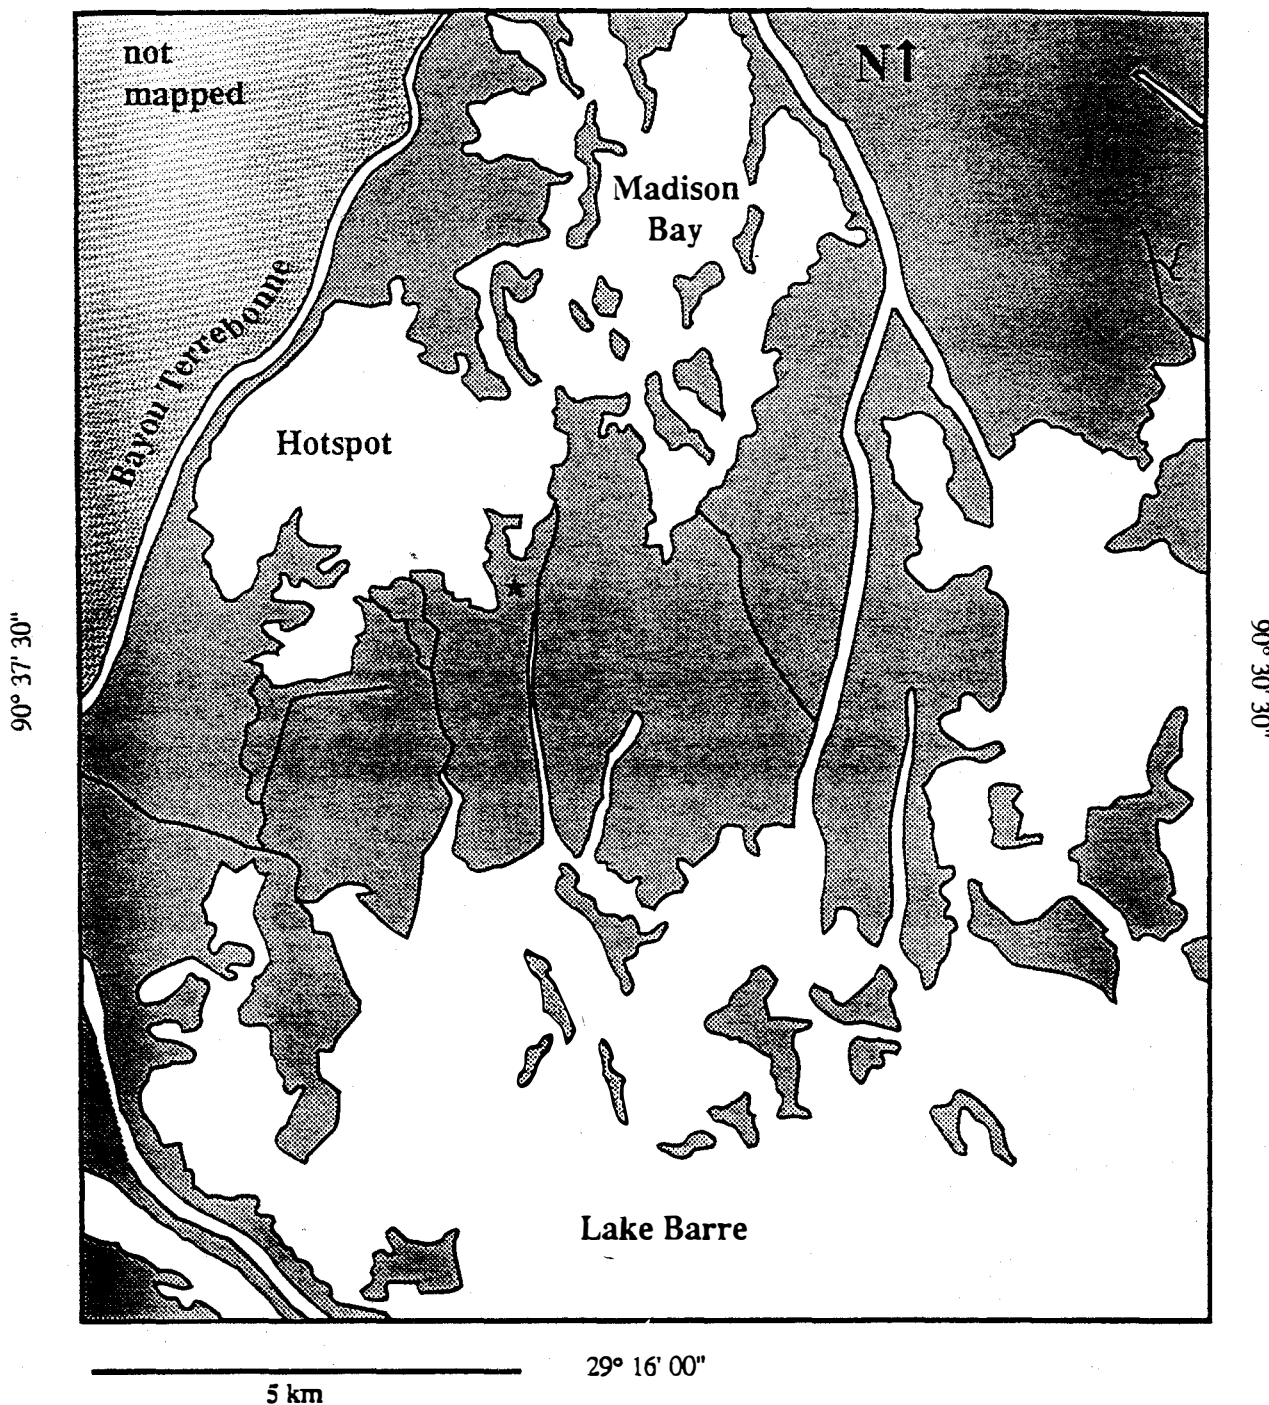 not
mapped
N↑
Madison
Bay
Bayou Terrebonne
Hotspot
90° 37' 30"
90° 30' 30"
Lake Barre
29° 16' 00"
5 km